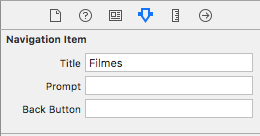 Navigation Item
Title Filmes
Prompt
Back Button